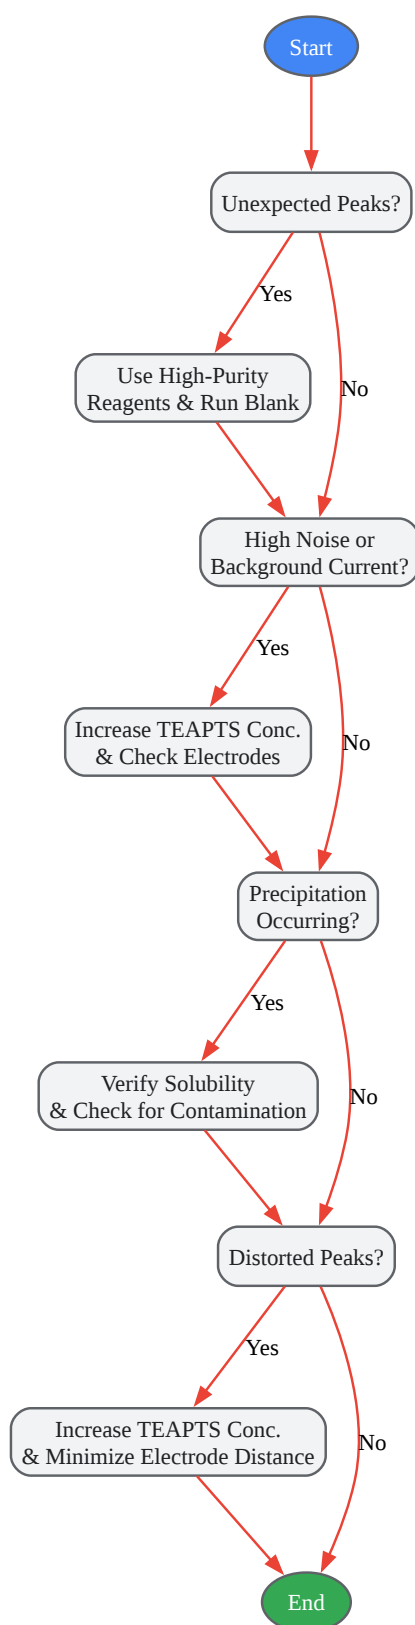 Start
Unexpected Peaks?
Yes
Use High-Purity
Reagents & Run Blank
No
High Noise or
Background Current?
Yes
Increase TEAPTS Conc.
& Check Electrodes
No
Precipitation
Occurring?
Yes
Verify Solubility
& Check for Contamination
No
Distorted Peaks?
Yes
Increase TEAPTS Conc.
& Minimize Electrode Distance
No
End